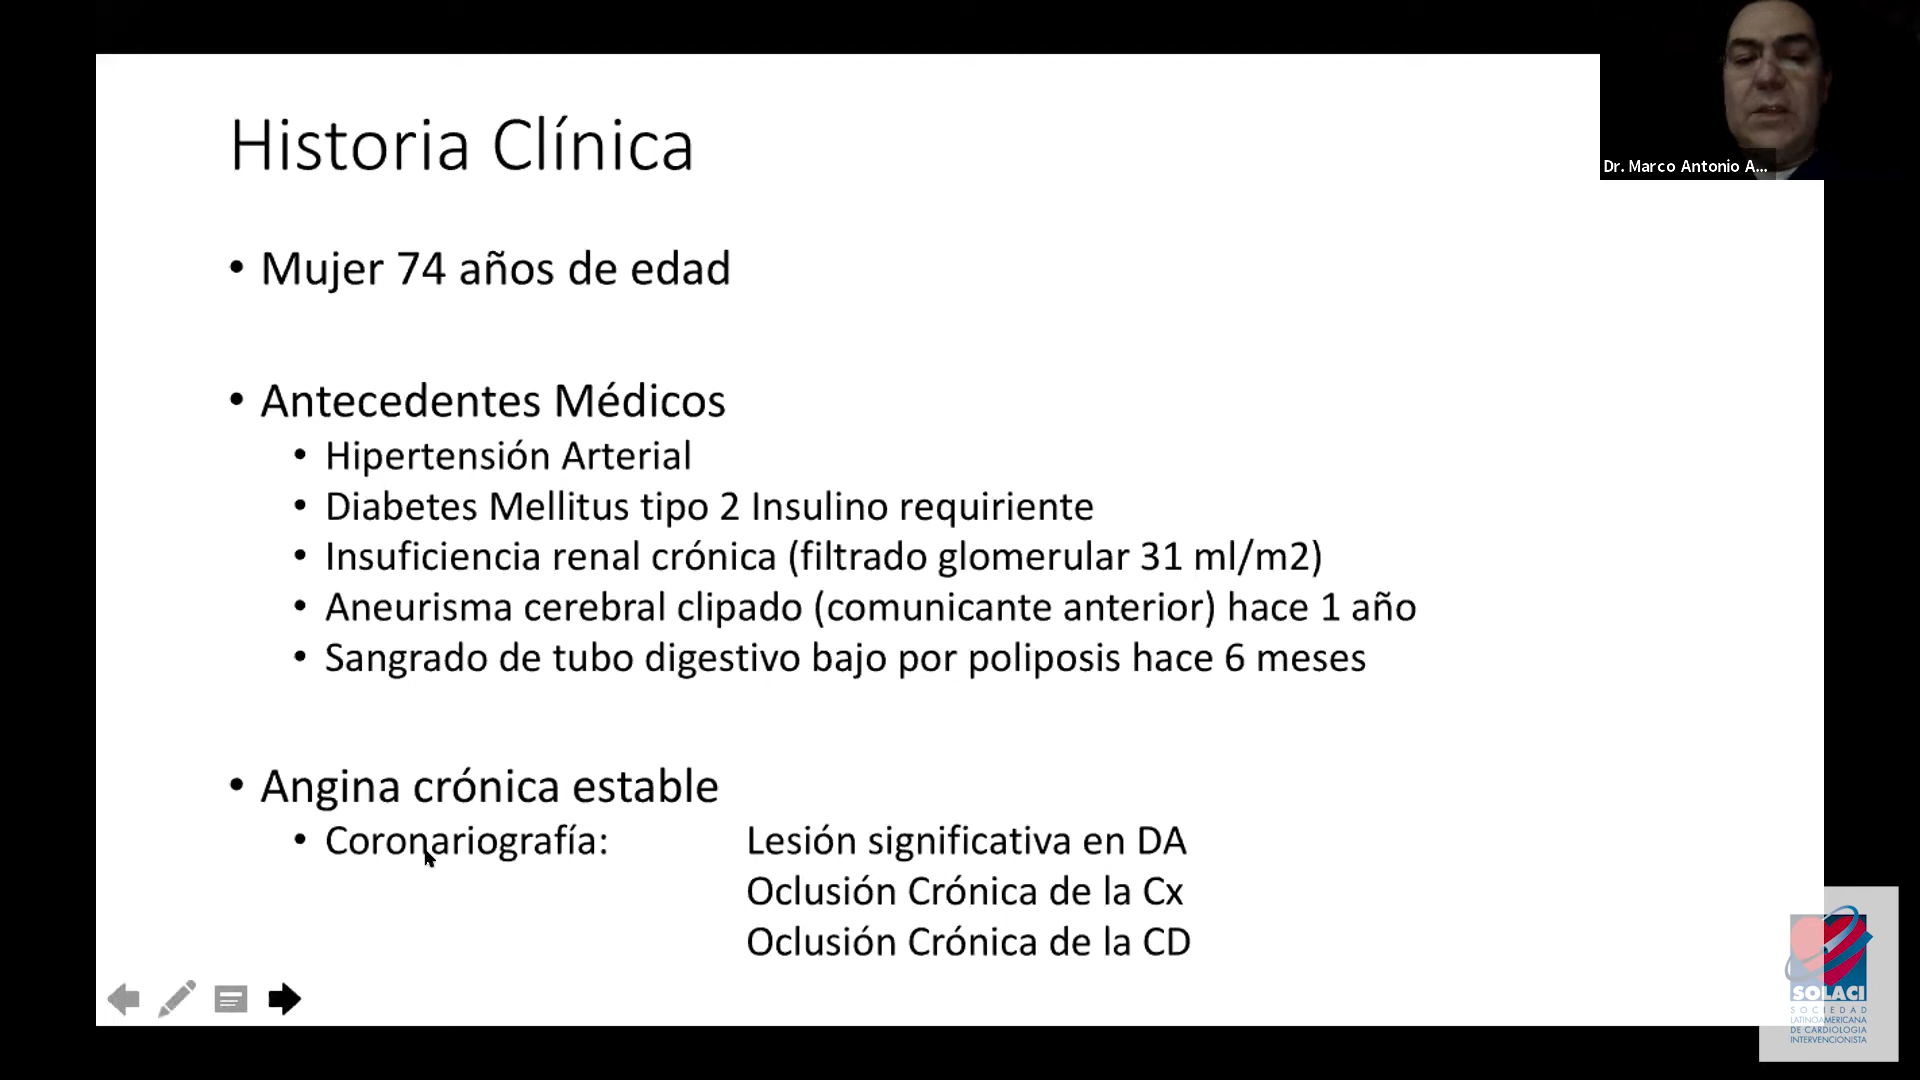 Historia Clínica
Dr. Marco Antonio A...
• Mujer 74 años de edad
• Antecedentes Médicos
• Hipertensión Arterial
• Diabetes Mellitus tipo 2 Insulino requiriente
• Insuficiencia renal crónica (filtrado glomerular 31 ml/m2)
• Aneurisma cerebral clipado (comunicante anterior) hace 1 año
• Sangrado de tubo digestivo bajo por poliposis hace 6 meses
• Angina crónica estable
• Coronariografía: Lesión significativa en DA
Oclusión Crónica de la Cx
Oclusión Crónica de la CD
SOLACI
SOCIEDAD
LATINOAMERICANA
DE CARDIOLOGIA
INTERVENCIONISTA